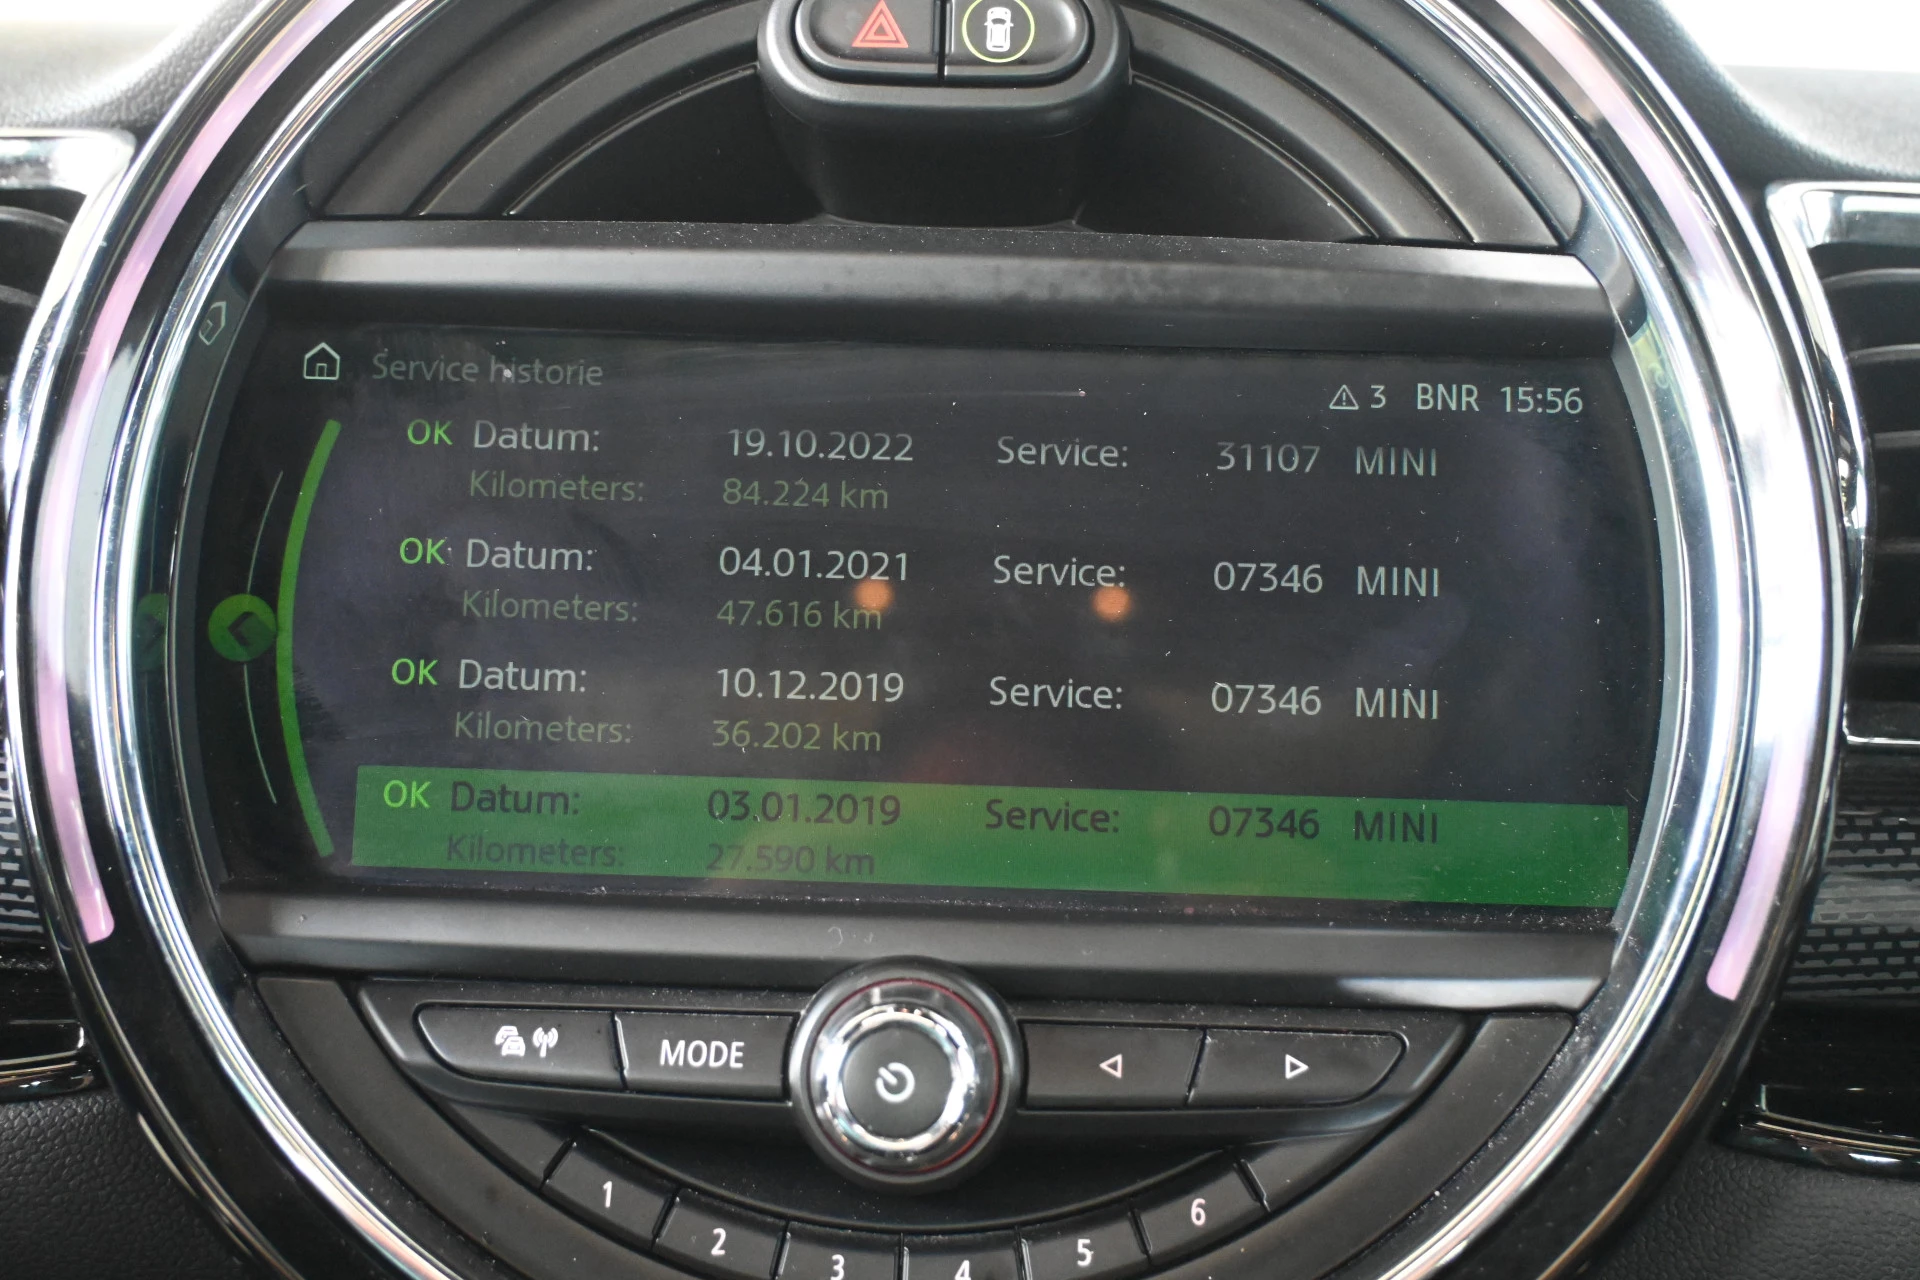 Service historie
3 BNR 15:56
OK Datum: 19.10.2022 Service: 31107 MINI
Kilometers: 84.224 km
OK Datum: 04.01.2021 Service: 07346 MINI
Kilometers: 47.616 km
OK Datum: 10.12.2019 Service: 07346 MINI
Kilometers: 36.202 km
OK Datum: 03.01.2019 Service: 07346 MINI
Kilometers: 27.590 km
MODE
1 2 3 4 5 6